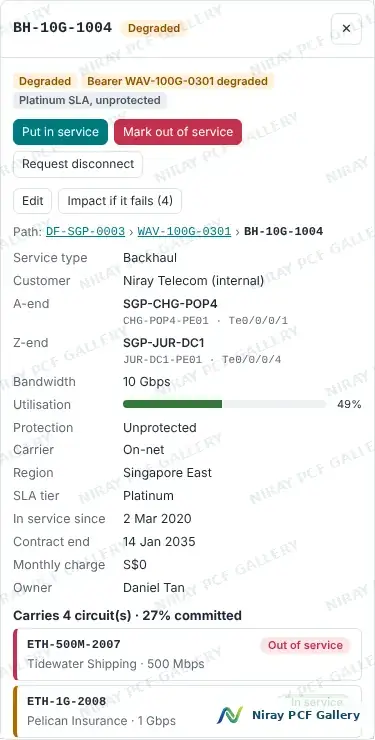 BH-10G-1004 Degraded ×
Degraded Bearer WAV-100G-0301 degraded
Platinum SLA, unprotected
Put in service Mark out of service
Request disconnect
Edit Impact if it fails (4)
Path: DF-SGP-0003 › WAV-100G-0301 › BH-10G-1004
Service type Backhaul
Customer Niray Telecom (internal)
A-end SGP-CHG-POP4
CHG-POP4-PE01 · Te0/0/0/1
Z-end SGP-JUR-DC1
JUR-DC1-PE01 · Te0/0/0/4
Bandwidth 10 Gbps
Utilisation 49%
Protection Unprotected
Carrier On-net
Region Singapore East
SLA tier Platinum
In service since 2 Mar 2020
Contract end 14 Jan 2035
Monthly charge S$0
Owner Daniel Tan
Carries 4 circuit(s) · 27% committed
ETH-500M-2007 Out of service
Tidewater Shipping · 500 Mbps
ETH-1G-2008 In service
Pelican Insurance · 1 Gbps
Niray PCF Gallery
NIRAY PCF GALLERY